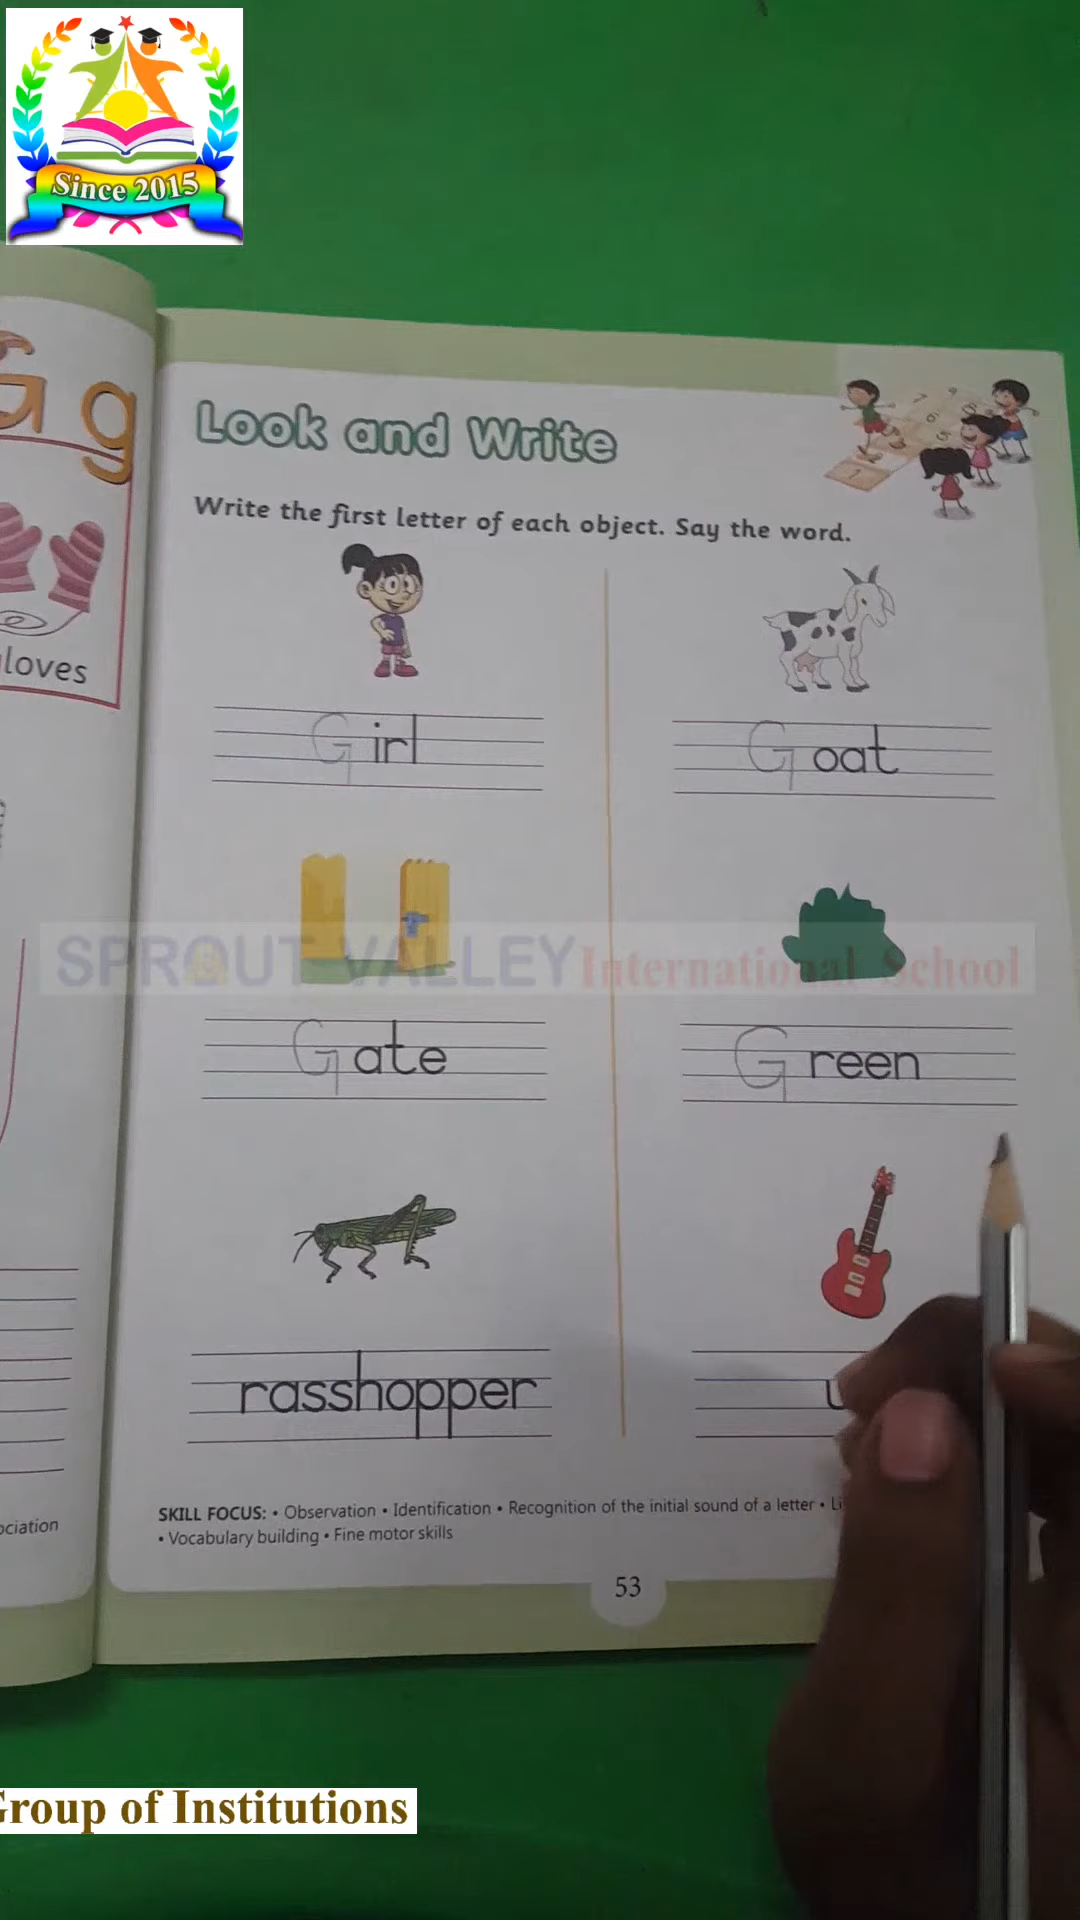 Since 2015
G g
loves
Look and Write
Write the first letter of each object. Say the word.
Girl
Goat
SPROUT VALLEY International School
Gate
Green
rasshopper
u
SKILL FOCUS: • Observation • Identification • Recognition of the initial sound of a letter •
• Vocabulary building • Fine motor skills
ociation
53
Group of Institutions